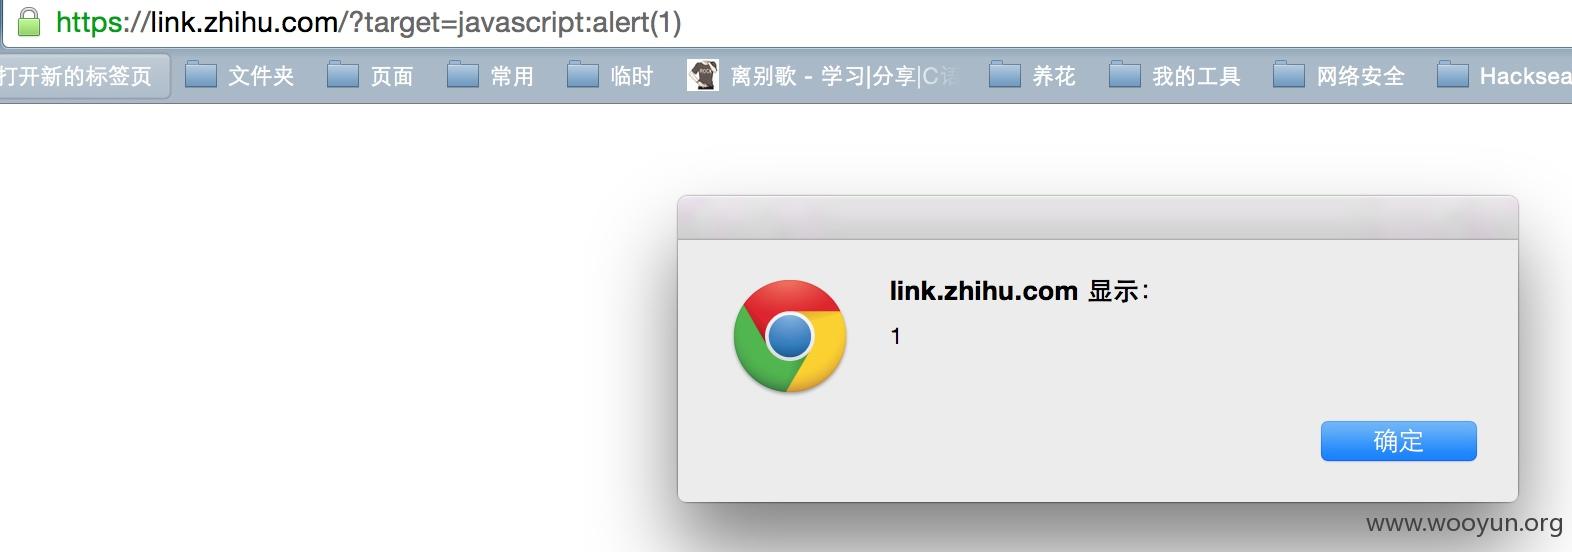 https://link.zhihu.com/?target=javascript:alert(1)
打开新的标签页 文件夹 页面 常用 临时 离别歌 - 学习|分享|C语 养花 我的工具 网络安全 Hacksea
link.zhihu.com 显示：
1
确定
www.wooyun.org